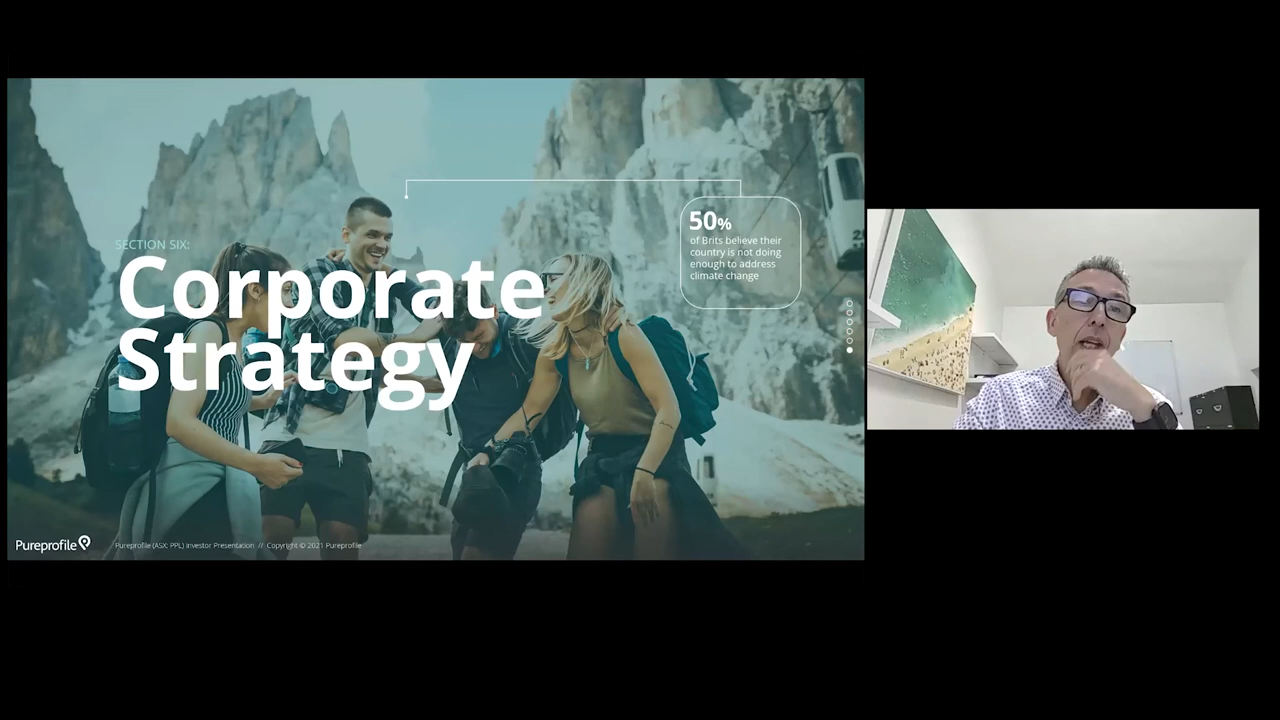 SECTION SIX:
Corporate
Strategy
50%
of Brits believe their
country is not doing
enough to address
climate change
Pureprofile
Pureprofile (ASX: PPL) Investor Presentation // Copyright © 2021 Pureprofile